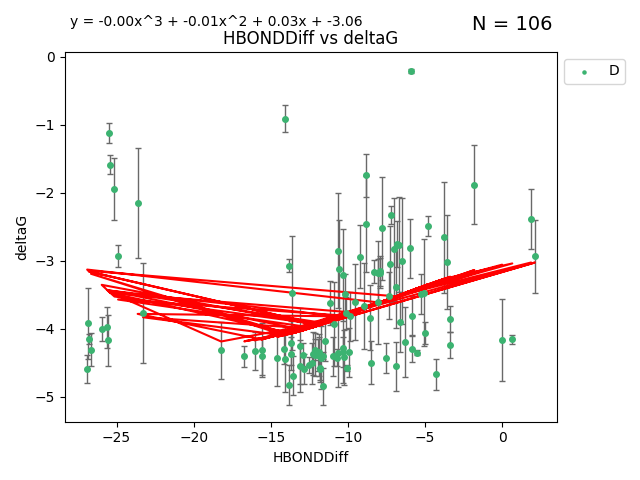 y = -0.00x^3 + -0.01x^2 + 0.03x + -3.06
N = 106
HBONDDiff vs deltaG
D
0
−1
−2
−3
−4
−5
deltaG
−25
−20
−15
−10
−5
0
HBONDDiff